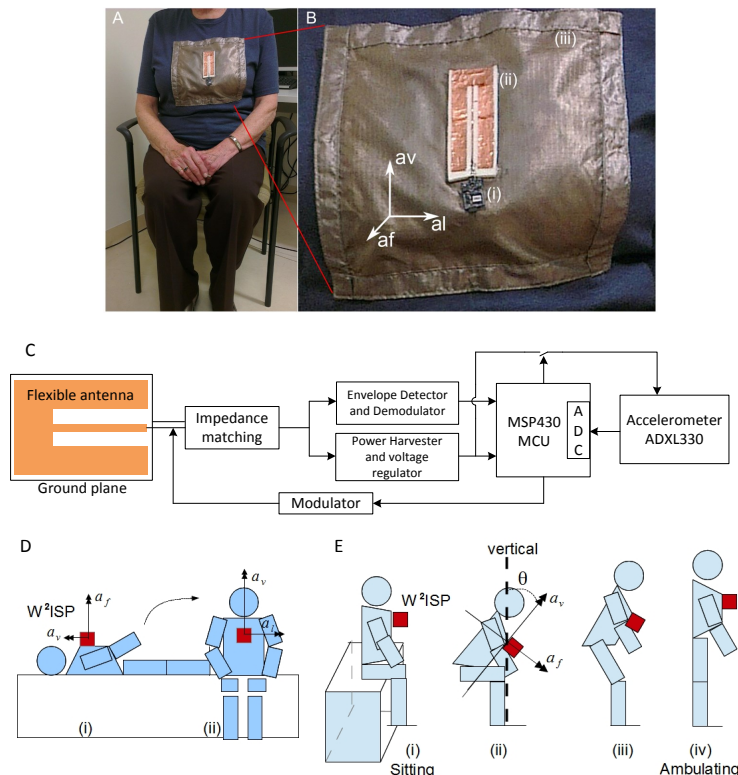 A
B
(iii)
(ii)
(i)
av
al
af
C
Flexible antenna
Ground plane
Impedance
matching
Envelope Detector
and Demodulator
Power Harvester
and voltage
regulator
Modulator
MSP430
MCU
A
D
C
Accelerometer
ADXL330
D
W²ISP
a_f
a_v
(i)
a_v
a_l
(ii)
E
vertical
θ
W²ISP
a_v
a_f
(i)
Sitting
(ii)
(iii)
(iv)
Ambulating